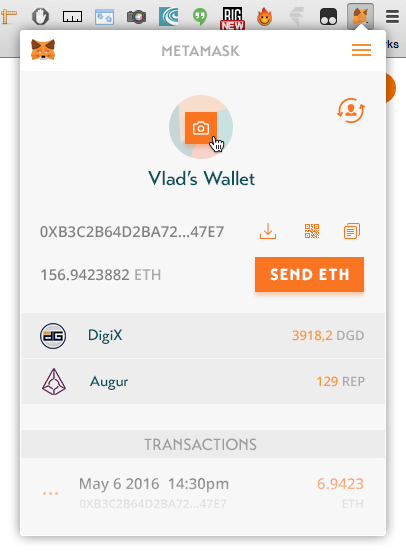 BIG
NEW
rks
METAMASK
Vlad's Wallet
0XB3C2B64D2BA72...47E7
156.9423882 ETH
SEND ETH
DigiX 3918,2 DGD
Augur 129 REP
TRANSACTIONS
... May 6 2016 14:30pm 6.9423
0XB3C2B64D2BA72...47E7 ETH